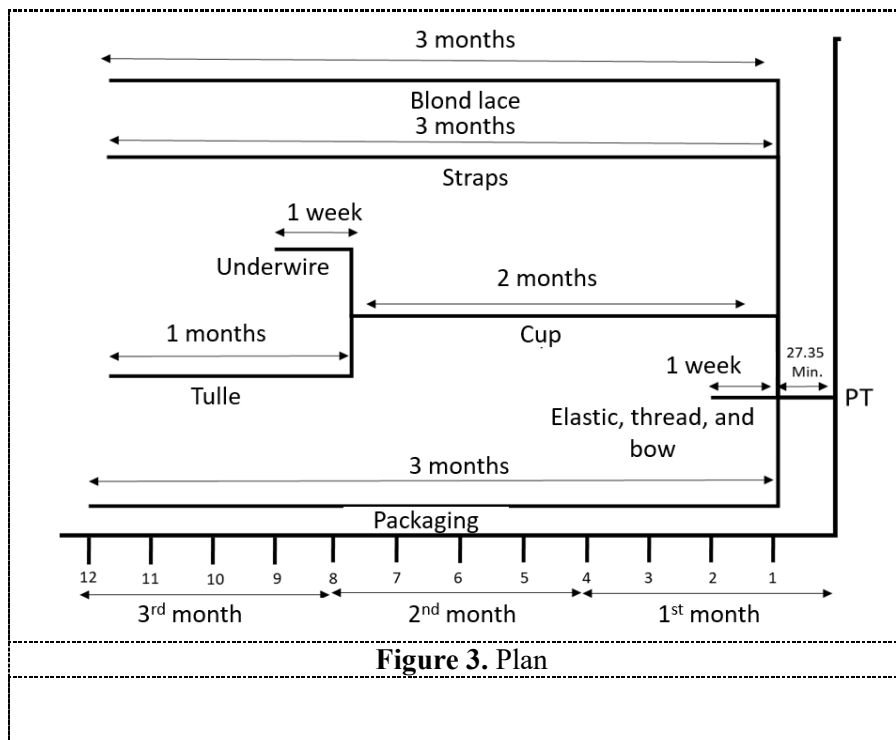 3 months
Blond lace
3 months
Straps
1 week
Underwire
2 months
1 months
Cup
27.35
Min.
1 week
Tulle
PT
Elastic, thread, and
bow
3 months
Packaging
12 11 10 9 8 7 6 5 4 3 2 1
3rd month 2nd month 1st month
Figure 3. Plan